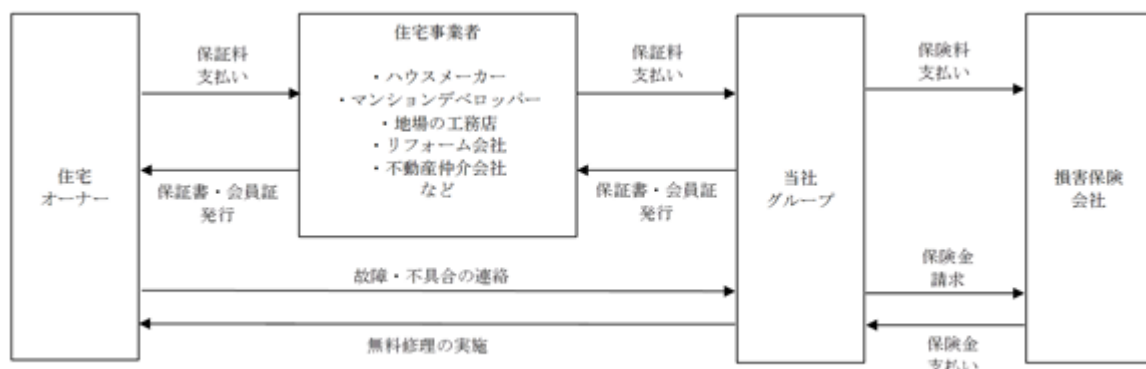 住宅
オーナー
保証料
支払い
保証書・会員証
発行
住宅事業者
・ハウスメーカー
・マンションデベロッパー
・地場の工務店
・リフォーム会社
・不動産仲介会社
など
保証料
支払い
保証書・会員証
発行
故障・不具合の連絡
無料修理の実施
当社
グループ
保険料
支払い
保険金
請求
保険金
支払い
損害保険
会社